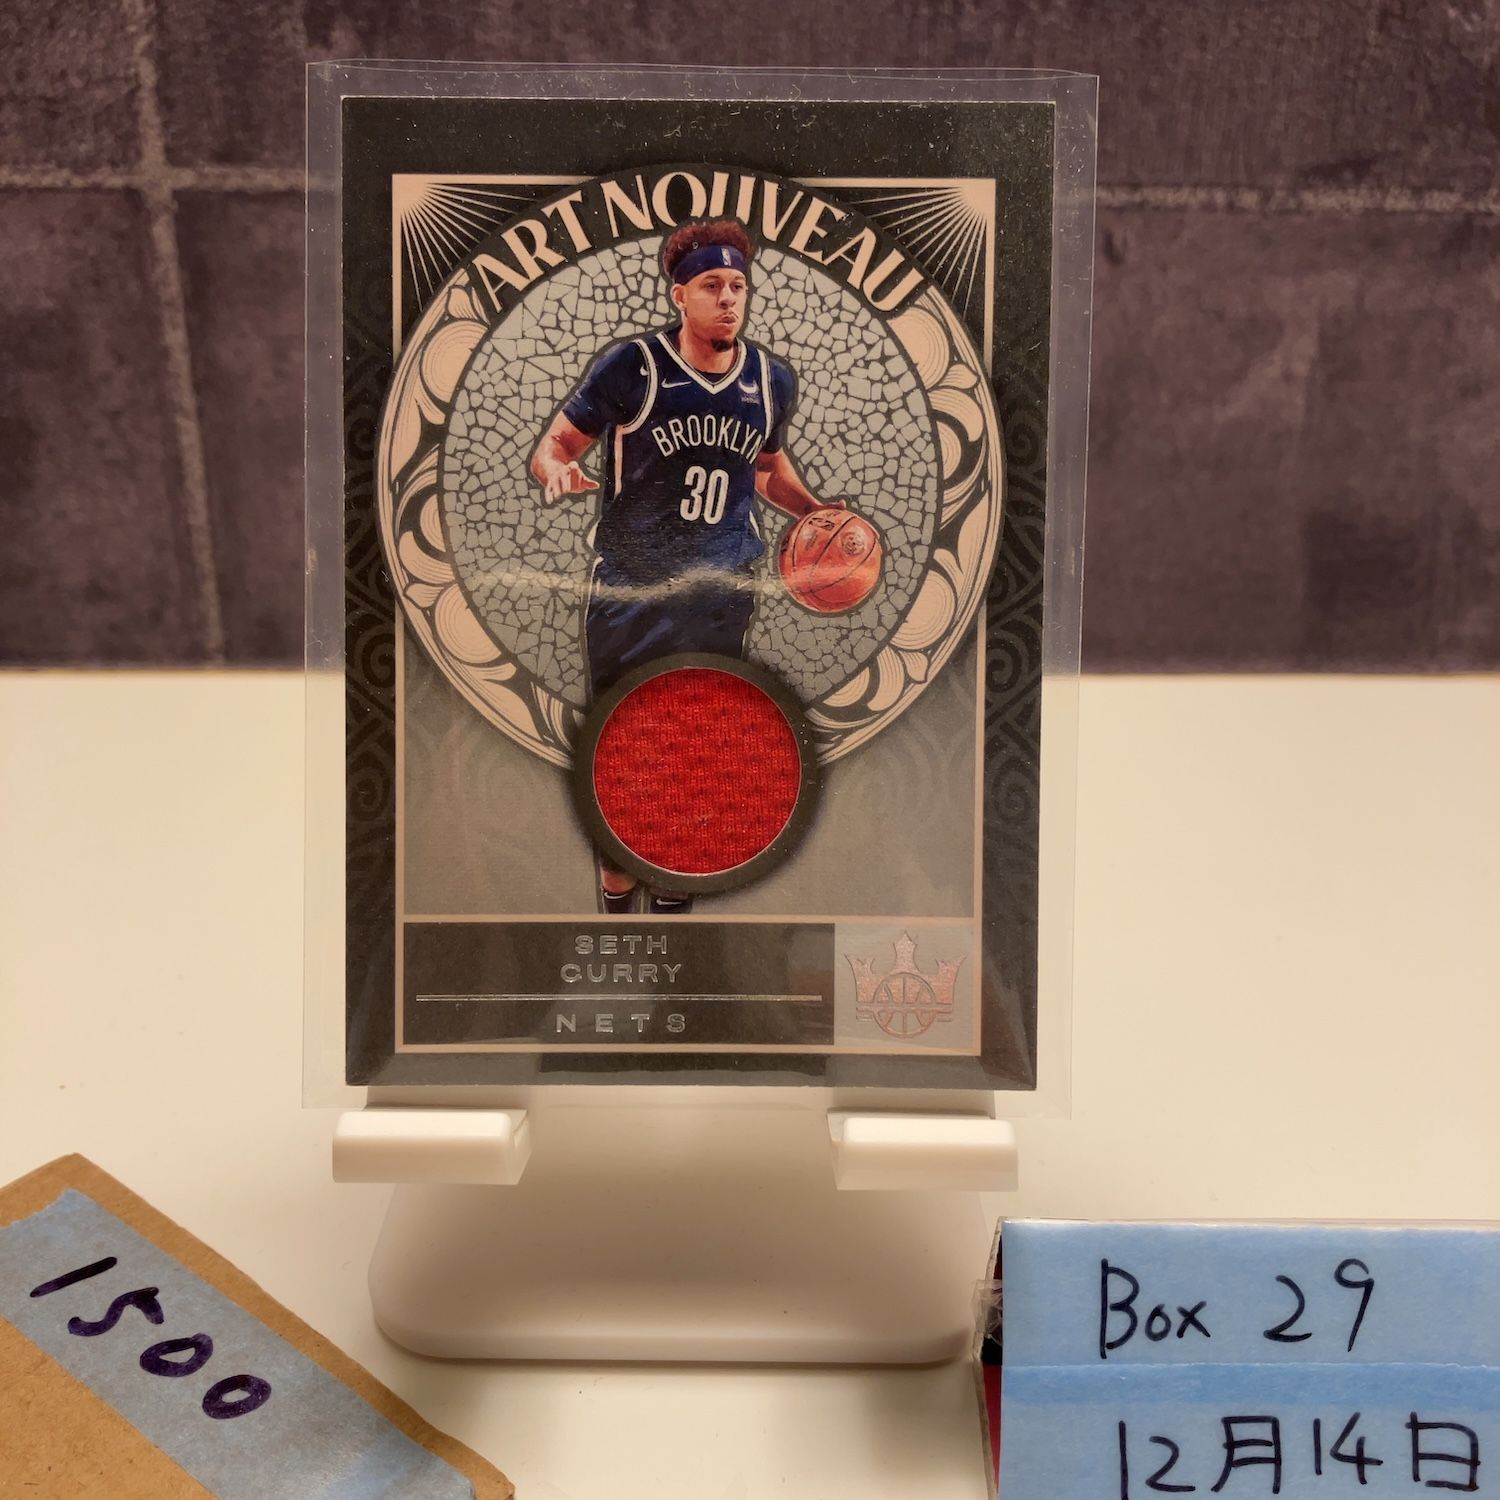 ART NOUVEAU
BROOKLYN
30
SETH
CURRY
NETS
1500
Box 29
12月14日